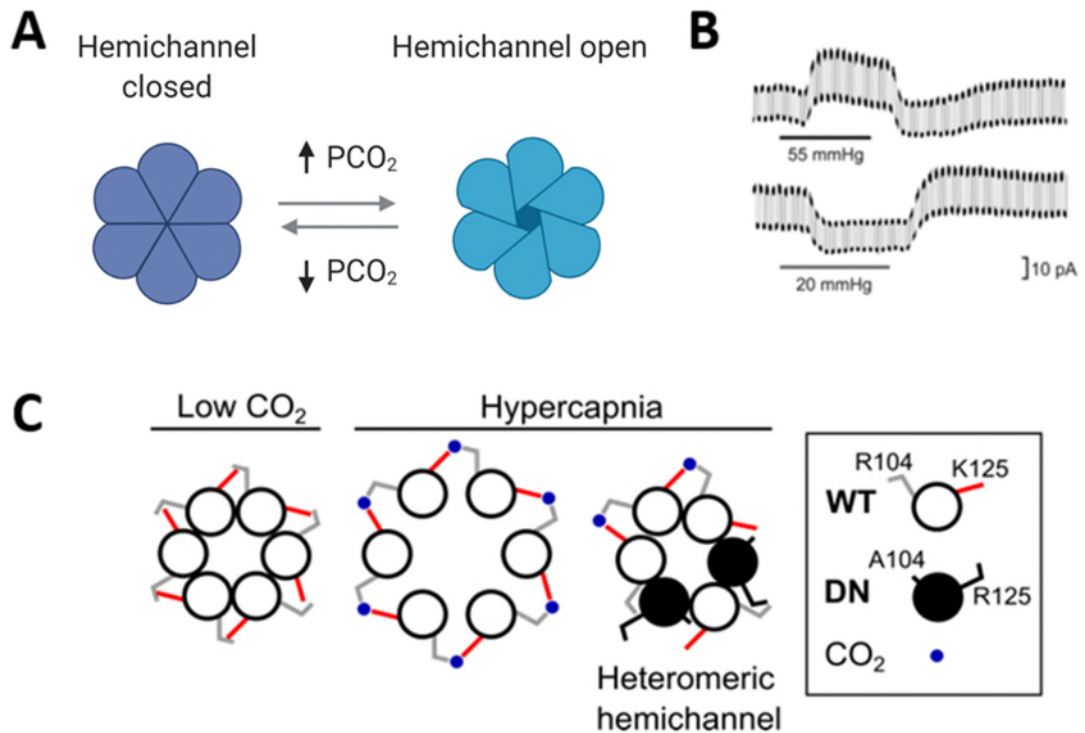 A
Hemichannel
closed
Hemichannel open
↑ PCO₂
↓ PCO₂
B
55 mmHg
20 mmHg
10 pA
C
Low CO₂
Hypercapnia
Heteromeric
hemichannel
R104
K125
WT
A104
DN
R125
CO₂